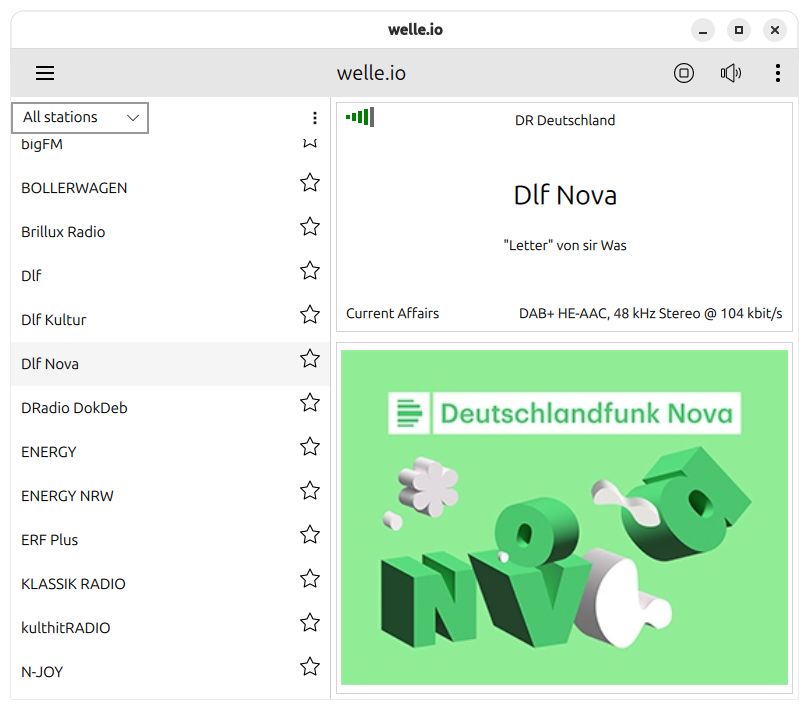 welle.io
welle.io
All stations
bigFM
BOLLERWAGEN
Brillux Radio
Dlf
Dlf Kultur
Dlf Nova
DRadio DokDeb
ENERGY
ENERGY NRW
ERF Plus
KLASSIK RADIO
kulthitRADIO
N-JOY
DR Deutschland
Dlf Nova
"Letter" von sir Was
Current Affairs
DAB+ HE-AAC, 48 kHz Stereo @ 104 kbit/s
Deutschlandfunk Nova
NOVA